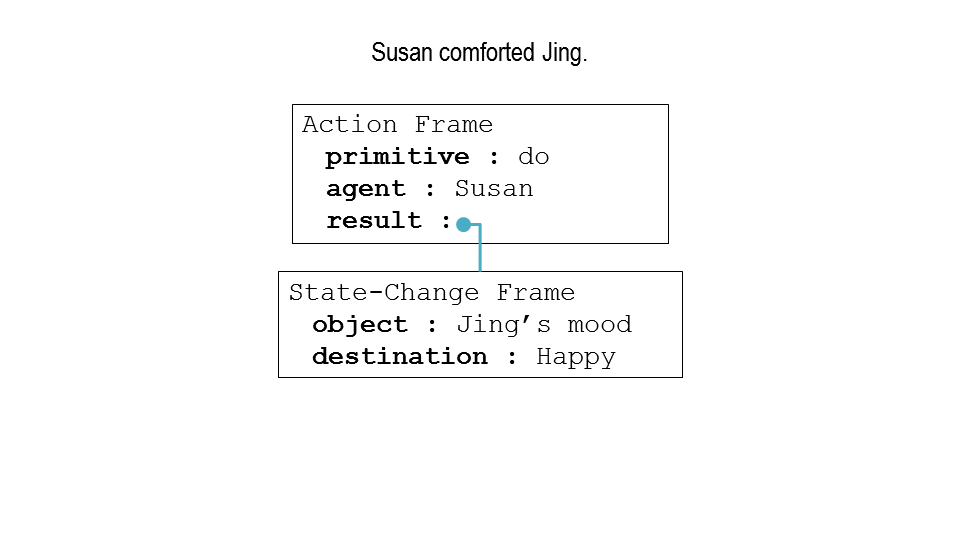 Susan comforted Jing.
Action Frame
primitive : do
agent : Susan
result :
State-Change Frame
object : Jing’s mood
destination : Happy